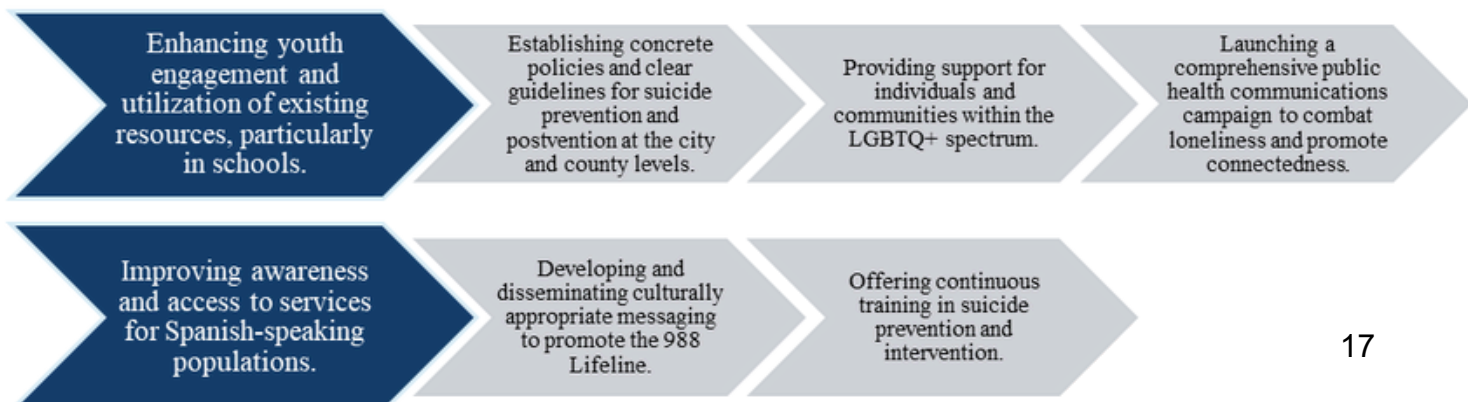 Enhancing youth
engagement and
utilization of existing
resources, particularly
in schools.
Establishing concrete
policies and clear
guidelines for suicide
prevention and
postvention at the city
and county levels.
Providing support for
individuals and
communities within the
LGBTQ+ spectrum.
Launching a
comprehensive public
health communications
campaign to combat
loneliness and promote
connectedness.
Improving awareness
and access to services
for Spanish-speaking
populations.
Developing and
disseminating culturally
appropriate messaging
to promote the 988
Lifeline.
Offering continuous
training in suicide
prevention and
intervention.
17